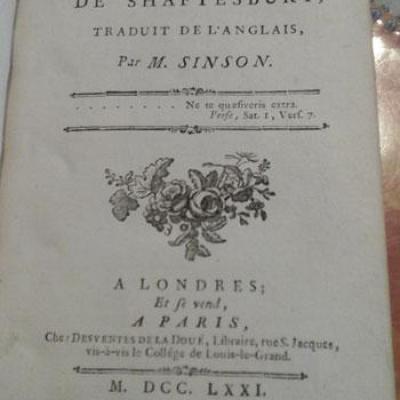 DE SHAFTESBURY,
TRADUIT DE L'ANGLAIS,
Par M. SINSON.
. . . . . . . . Ne te quæsiveris extra.
Perse, Sat. 1, Vers. 7.
A LONDRES;
Et se vend,
A PARIS,
Chez DESVENTES DE LA DOUÉ, Libraire, rue S. Jacques,
vis-à-vis le Collége de Louis-le-Grand.
M. DCC. LXXI.